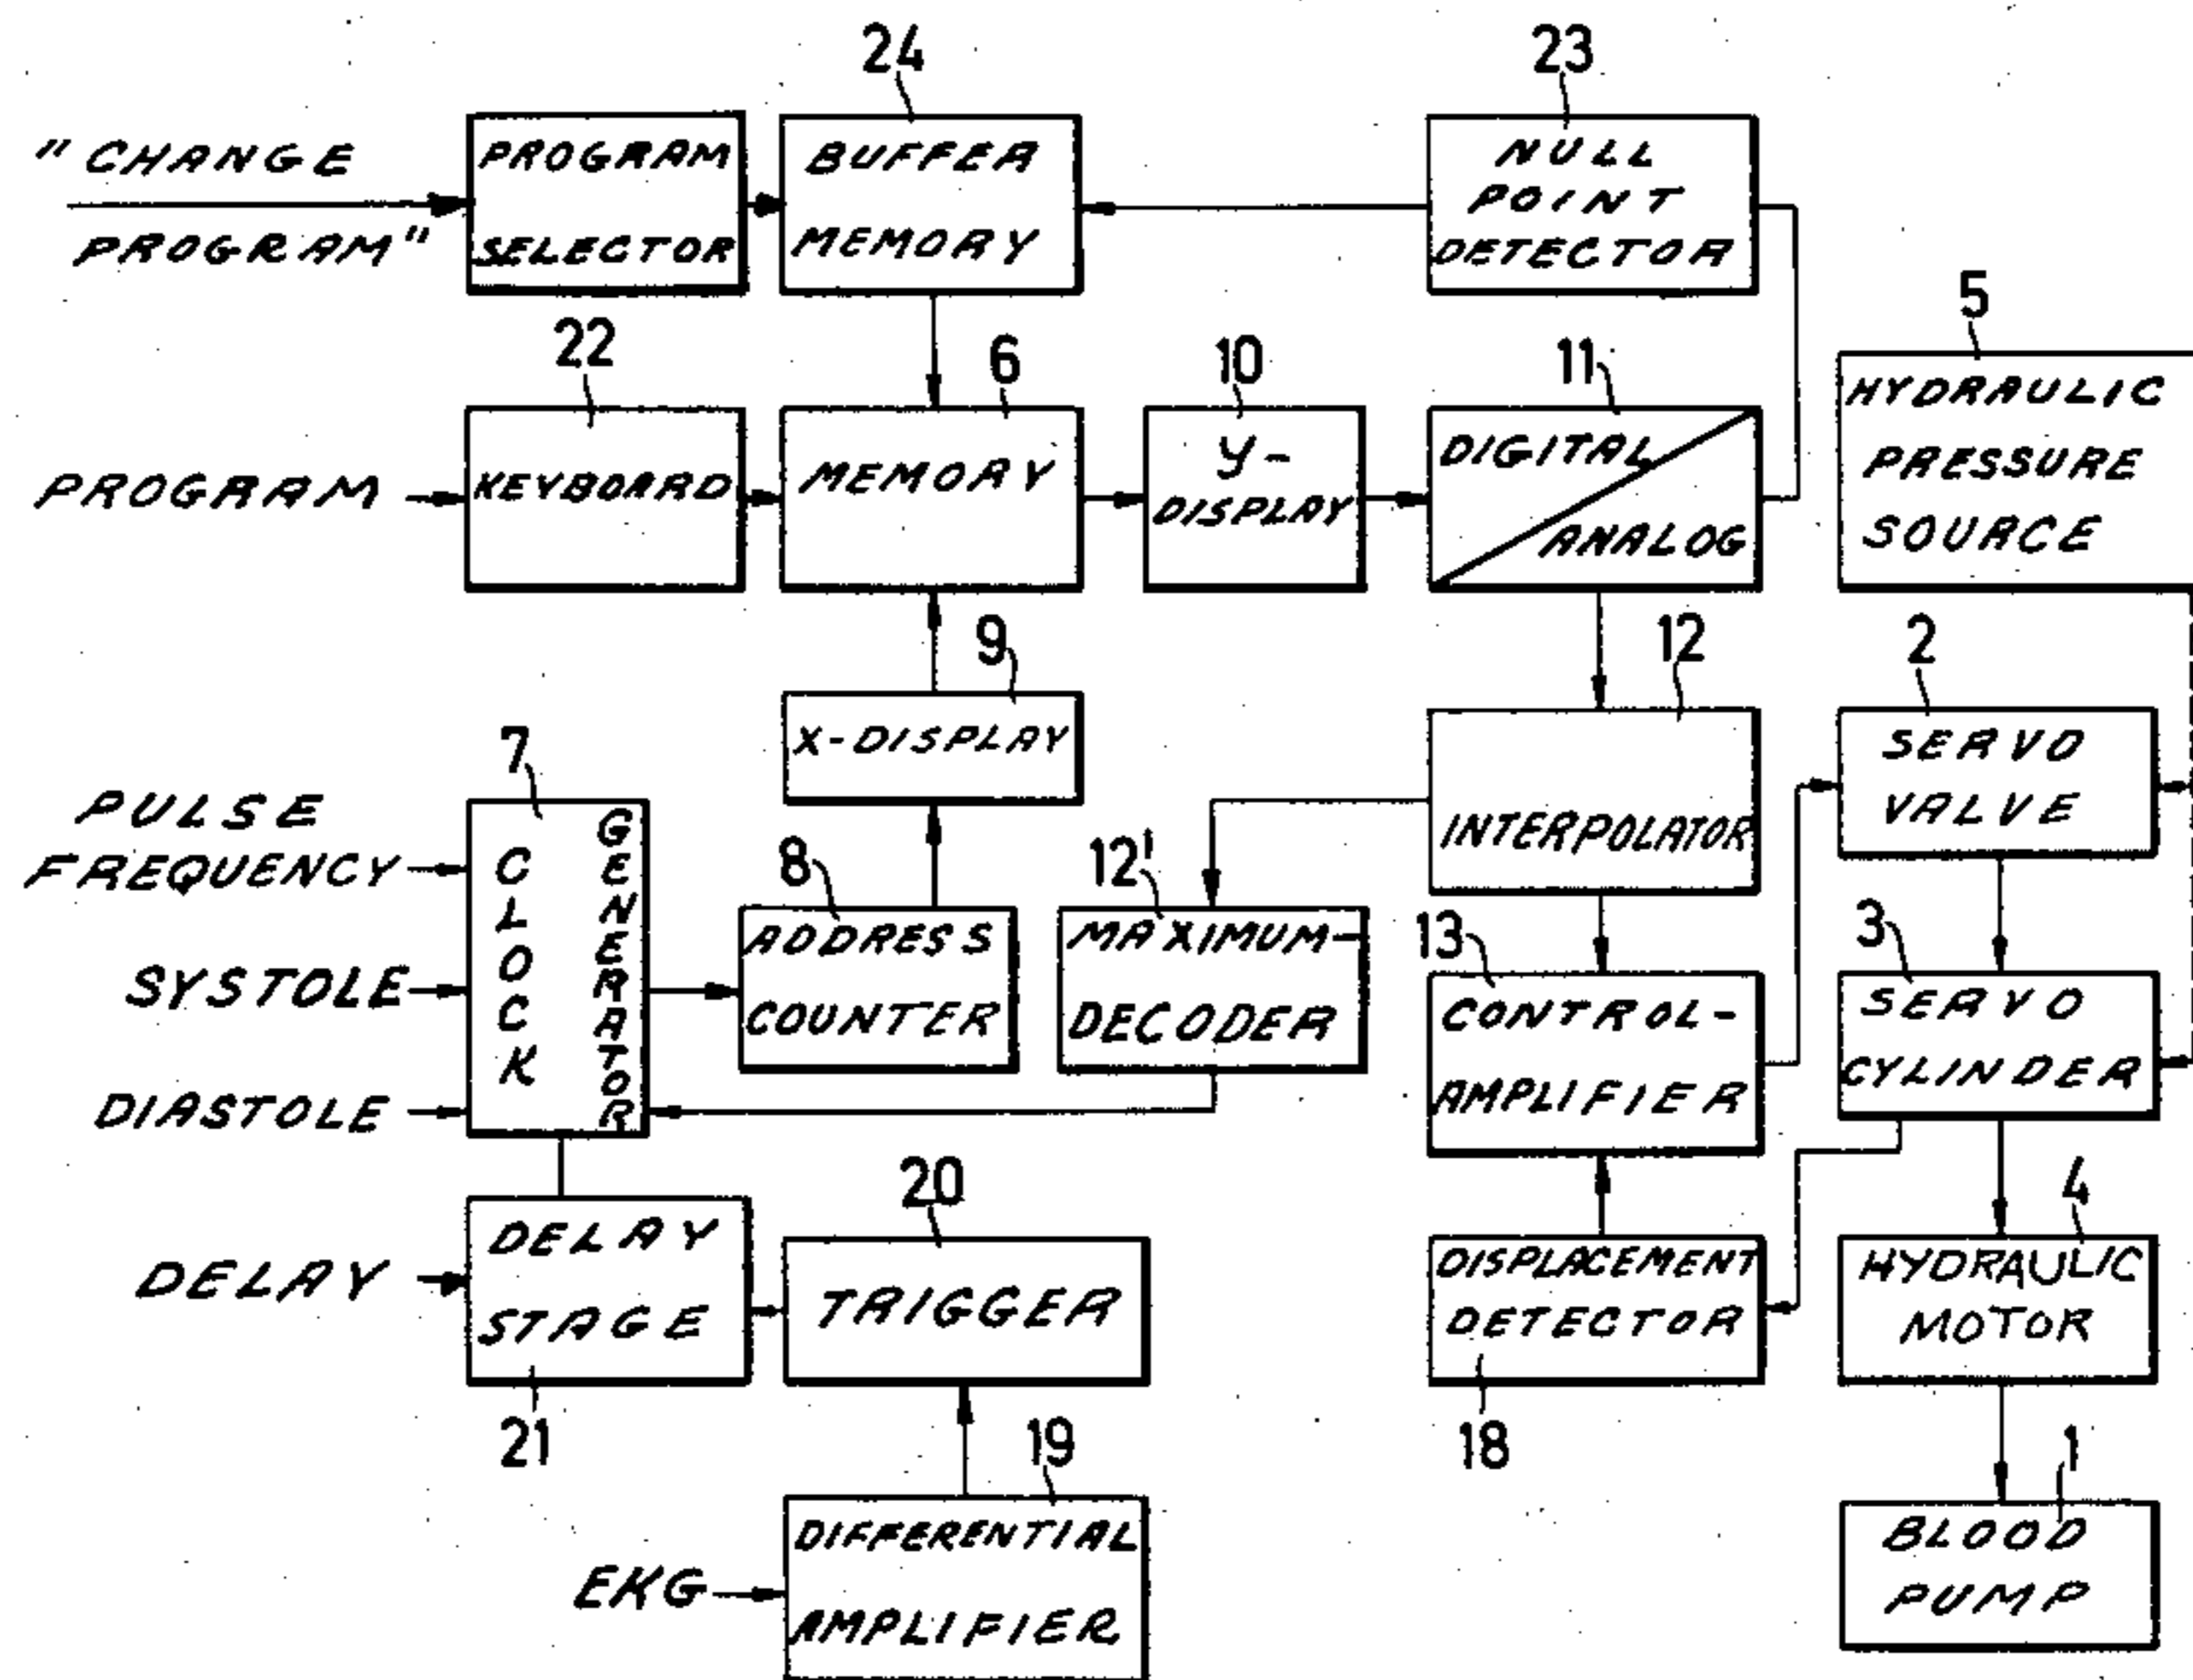 24
23
"CHANGE
PROGRAM"
PROGRAM
SELECTOR
BUFFER
MEMORY
NULL
POINT
DETECTOR
5
22
6
10
11
HYDRAULIC
PRESSURE
SOURCE
PROGRAM
KEYBOARD
MEMORY
Y-
DISPLAY
DIGITAL
ANALOG
9
12
2
X-DISPLAY
INTERPOLATOR
SERVO
VALVE
7
PULSE
FREQUENCY
SYSTOLE
DIASTOLE
CLOCK
GENERATOR
8
ADDRESS
COUNTER
12'
MAXIMUM-
DECODER
13
CONTROL-
AMPLIFIER
3
SERVO
CYLINDER
20
4
DELAY
DELAY
STAGE
21
TRIGGER
DISPLACEMENT
DETECTOR
18
HYDRAULIC
MOTOR
19
1
EKG
DIFFERENTIAL
AMPLIFIER
BLOOD
PUMP